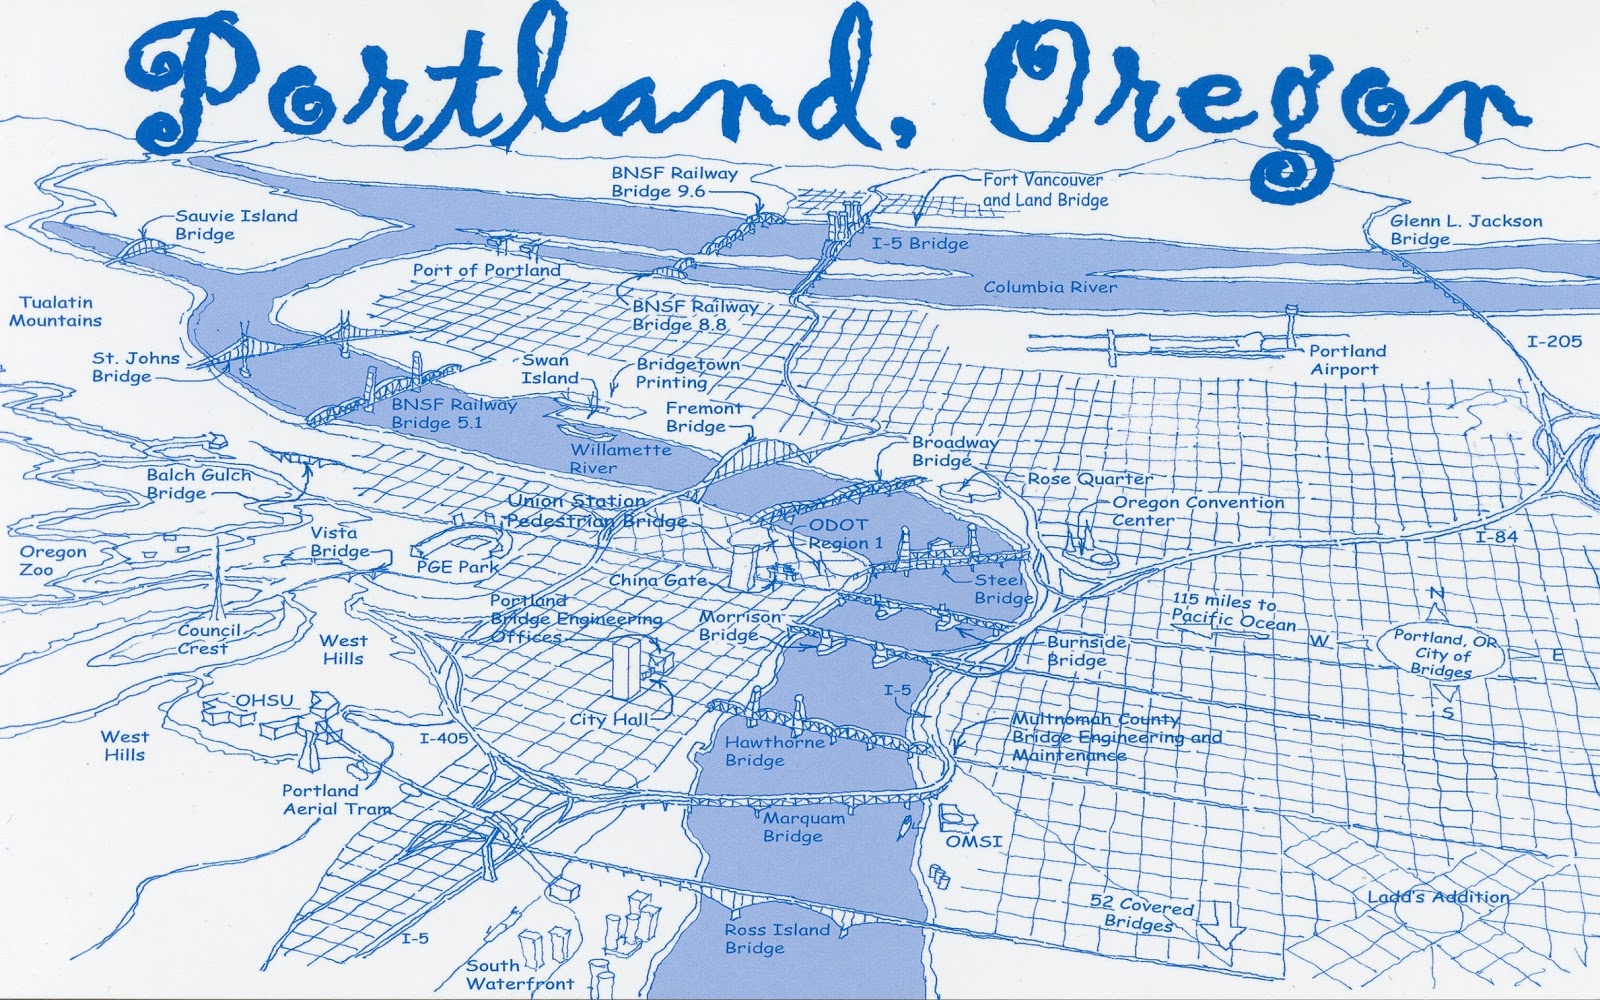 Portland, Oregon
BNSF Railway
Bridge 9.6
Fort Vancouver
and Land Bridge
Sauvie Island
Bridge
Glenn L. Jackson
Bridge
I-5 Bridge
Port of Portland
Columbia River
Tualatin
Mountains
BNSF Railway
Bridge 8.8
I-205
St. Johns
Bridge
Swan
Island
Bridgetown
Printing
Portland
Airport
BNSF Railway
Bridge 5.1
Fremont
Bridge
Willamette
River
Broadway
Bridge
Balch Gulch
Bridge
Rose Quarter
Union Station
Pedestrian Bridge
Oregon Convention
Center
ODOT
Region 1
Vista
Bridge
I-84
Oregon
Zoo
PGE Park
China Gate
Steel
Bridge
Portland
Bridge Engineering
Offices
Morrison
Bridge
115 miles to
Pacific Ocean
N
W
E
S
Portland, OR
City of
Bridges
Council
Crest
West
Hills
Burnside
Bridge
OHSU
I-5
City Hall
Multnomah County
Bridge Engineering and
Maintenance
West
Hills
I-405
Hawthorne
Bridge
Portland
Aerial Tram
Marquam
Bridge
OMSI
52 Covered
Bridges
Ladd's Addition
I-5
Ross Island
Bridge
South
Waterfront